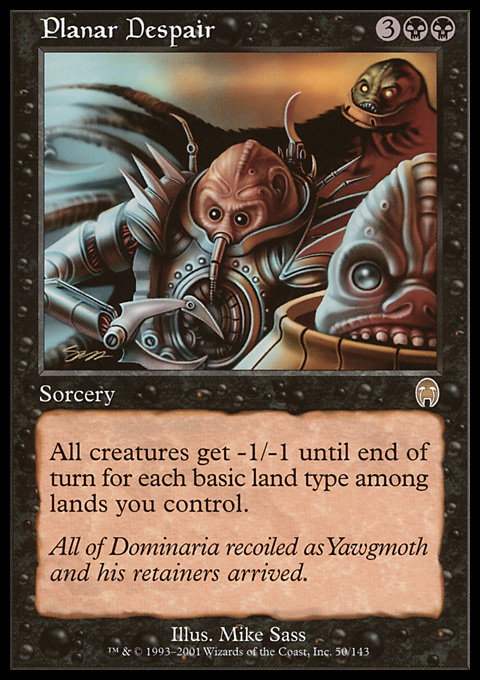 Planar Despair 3
Sorcery
All creatures get -1/-1 until end of
turn for each basic land type among
lands you control.
All of Dominaria recoiled as Yawgmoth
and his retainers arrived.
Illus. Mike Sass
™ & © 1993–2001 Wizards of the Coast, Inc. 50/143